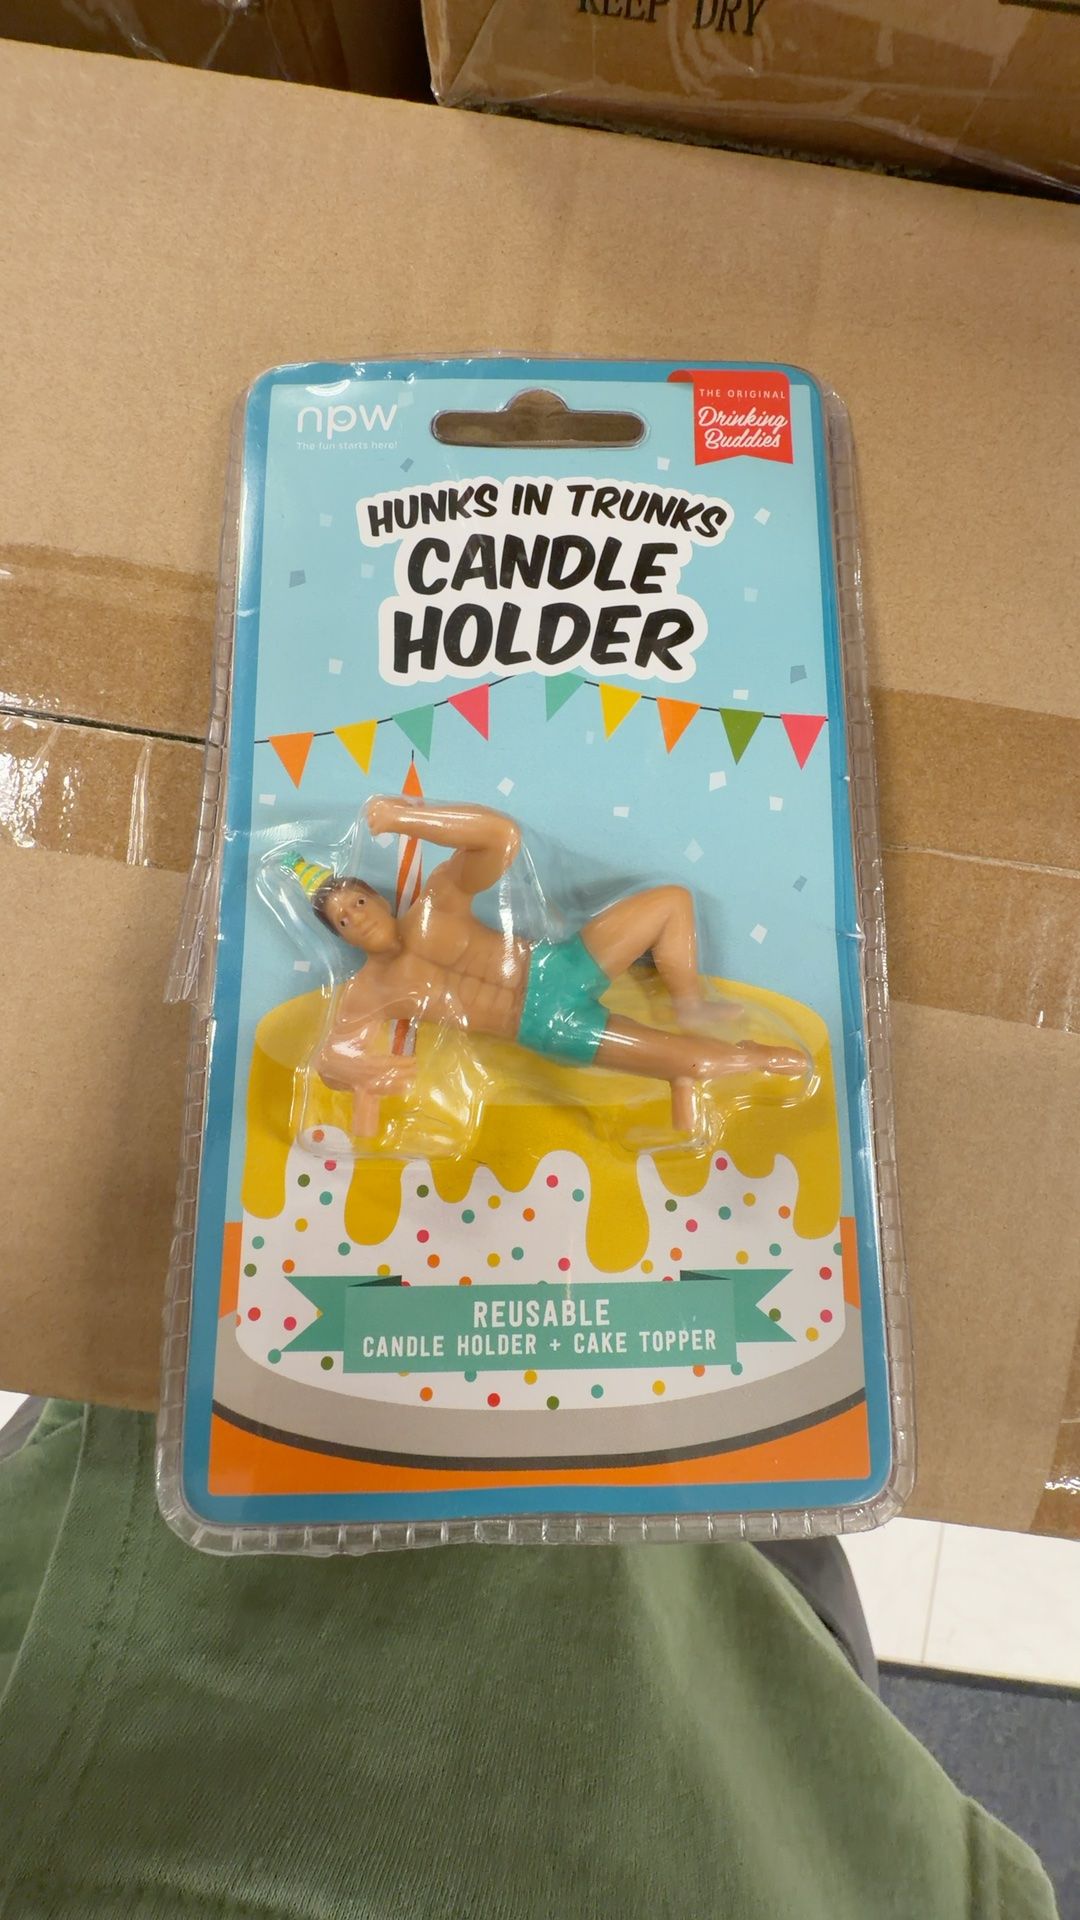 KEEP DRY
npw
The fun starts here!
THE ORIGINAL
Drinking
Buddies
HUNKS IN TRUNKS
CANDLE
HOLDER
REUSABLE
CANDLE HOLDER + CAKE TOPPER